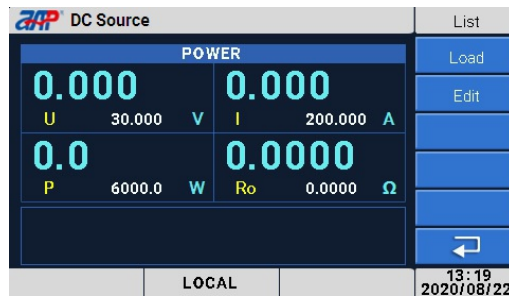 AAP DC Source
List
POWER
Load
Edit
0.000
U 30.000 V
0.000
I 200.000 A
0.0
P 6000.0 W
0.0000
Ro 0.0000 Ω
LOCAL
13:19
2020/08/22